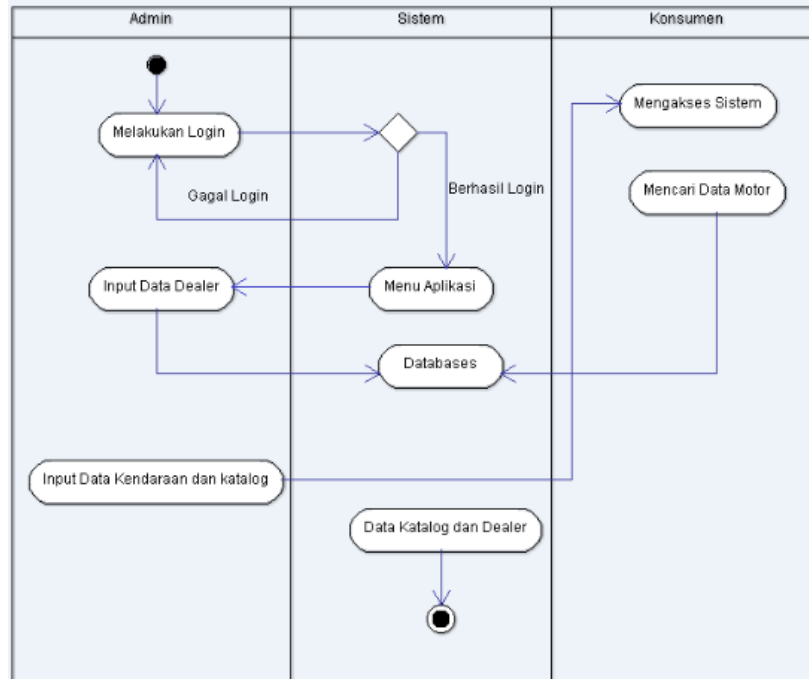 Admin
Sistem
Konsumen
Mengakses Sistem
Melakukan Login
Gagal Login
Berhasil Login
Mencari Data Motor
Input Data Dealer
Menu Aplikasi
Databases
Input Data Kendaraan dan katalog
Data Katalog dan Dealer